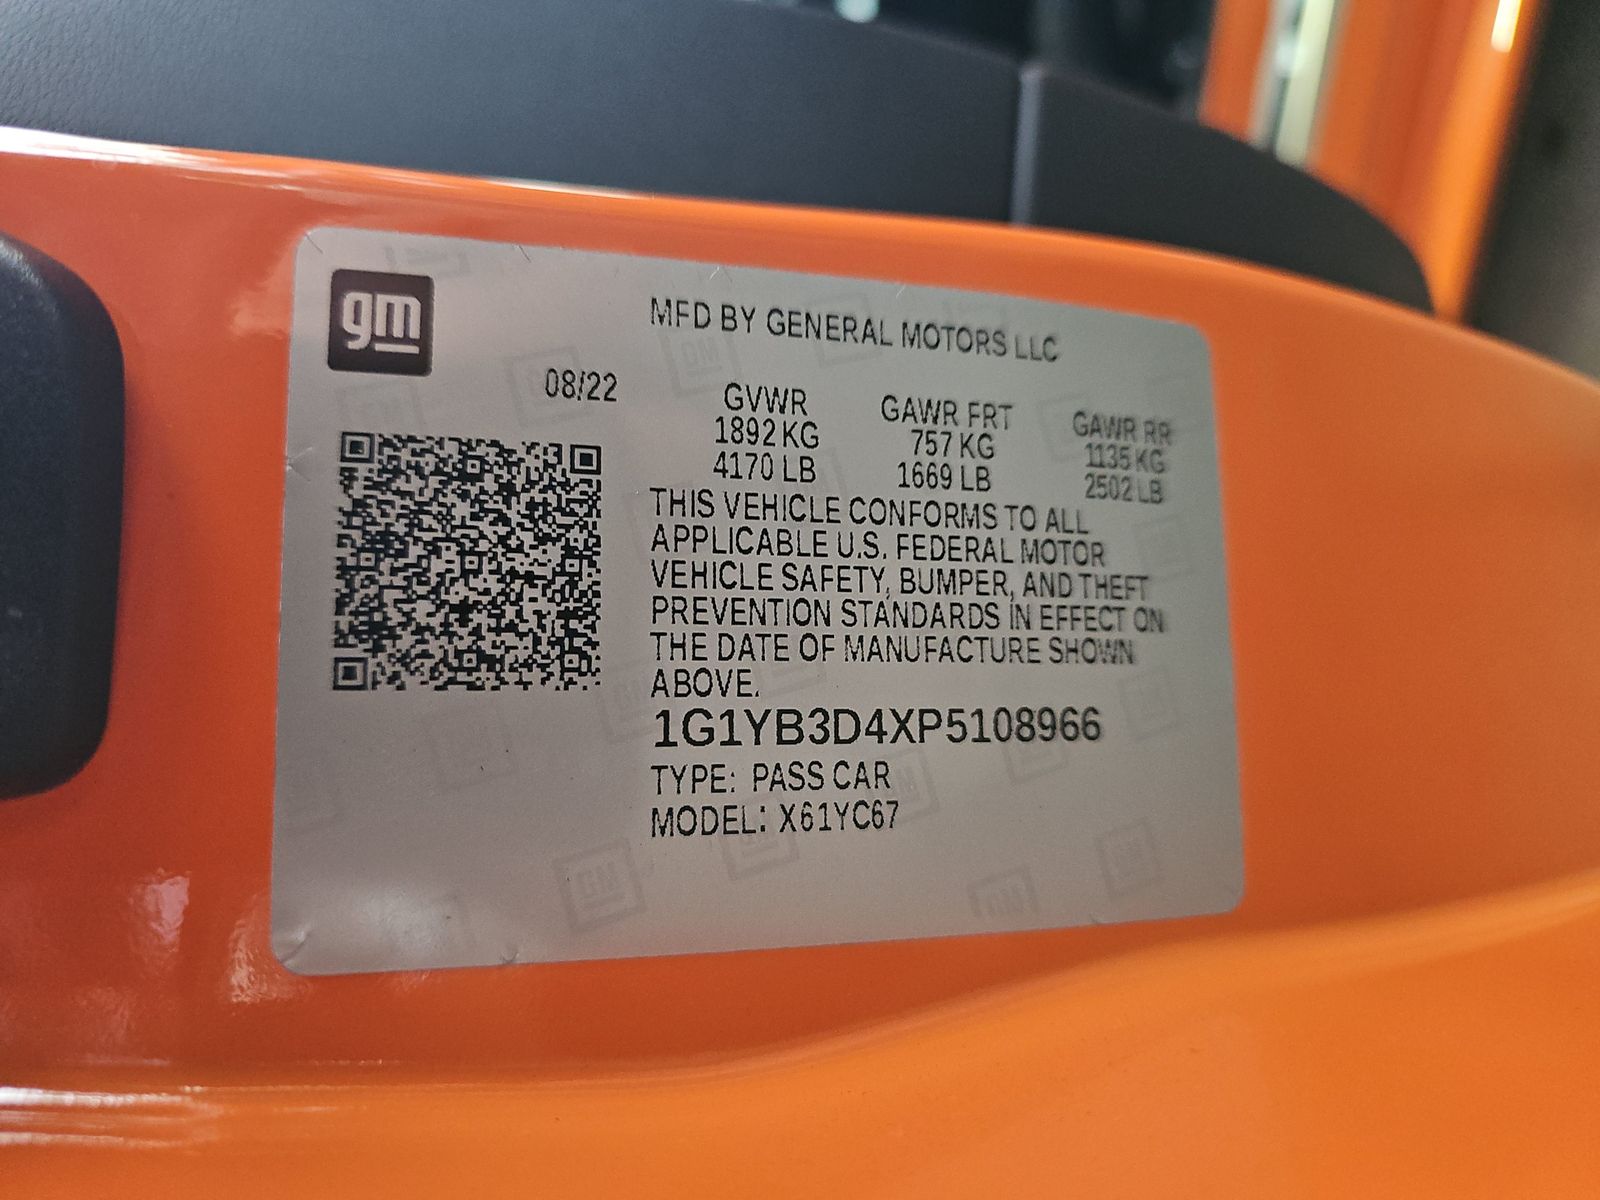 gm
MFD BY GENERAL MOTORS LLC
08/22
GVWR GAWR FRT GAWR RR
1892 KG 757 KG 1135 KG
4170 LB 1669 LB 2502 LB
THIS VEHICLE CONFORMS TO ALL
APPLICABLE U.S. FEDERAL MOTOR
VEHICLE SAFETY, BUMPER, AND THEFT
PREVENTION STANDARDS IN EFFECT ON
THE DATE OF MANUFACTURE SHOWN
ABOVE.
1G1YB3D4XP5108966
TYPE: PASS CAR
MODEL: X61YC67